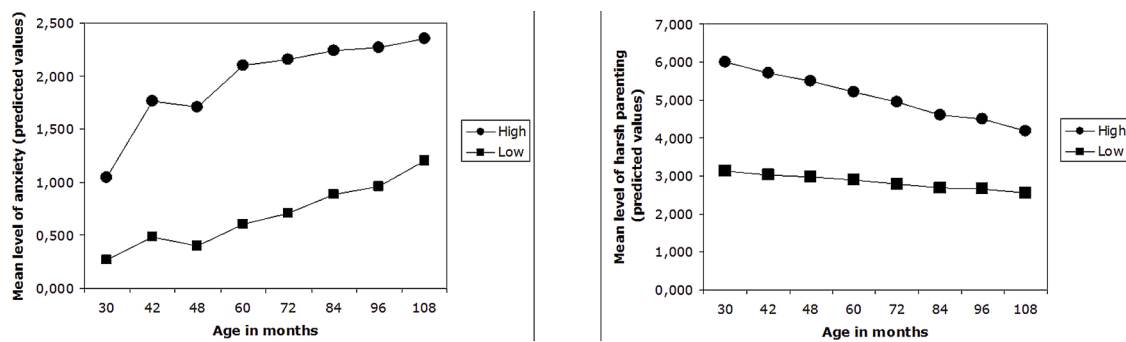 Mean level of anxiety (predicted values)
2,500
2,000
1,500
1,000
0,500
0,000
30 42 48 60 72 84 96 108
Age in months
High
Low
Mean level of harsh parenting
(predicted values)
7,000
6,000
5,000
4,000
3,000
2,000
1,000
0,000
30 42 48 60 72 84 96 108
Age in months
High
Low